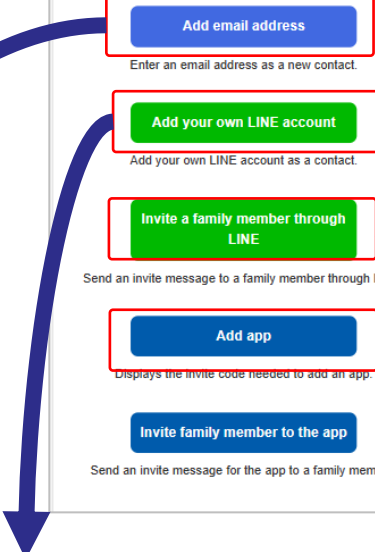 Add email address
Enter an email address as a new contact.
Add your own LINE account
Add your own LINE account as a contact.
Invite a family member through
LINE
Send an invite message to a family member through
Add app
Displays the invite code needed to add an app.
Invite family member to the app
Send an invite message for the app to a family mem